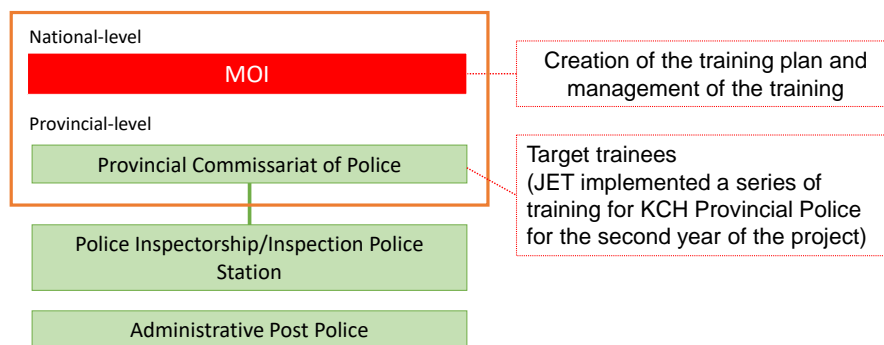 National-level
MOI
Creation of the training plan and
management of the training
Provincial-level
Provincial Commissariat of Police
Target trainees
(JET implemented a series of
training for KCH Provincial Police
for the second year of the project)
Police Inspectorship/Inspection Police
Station
Administrative Post Police